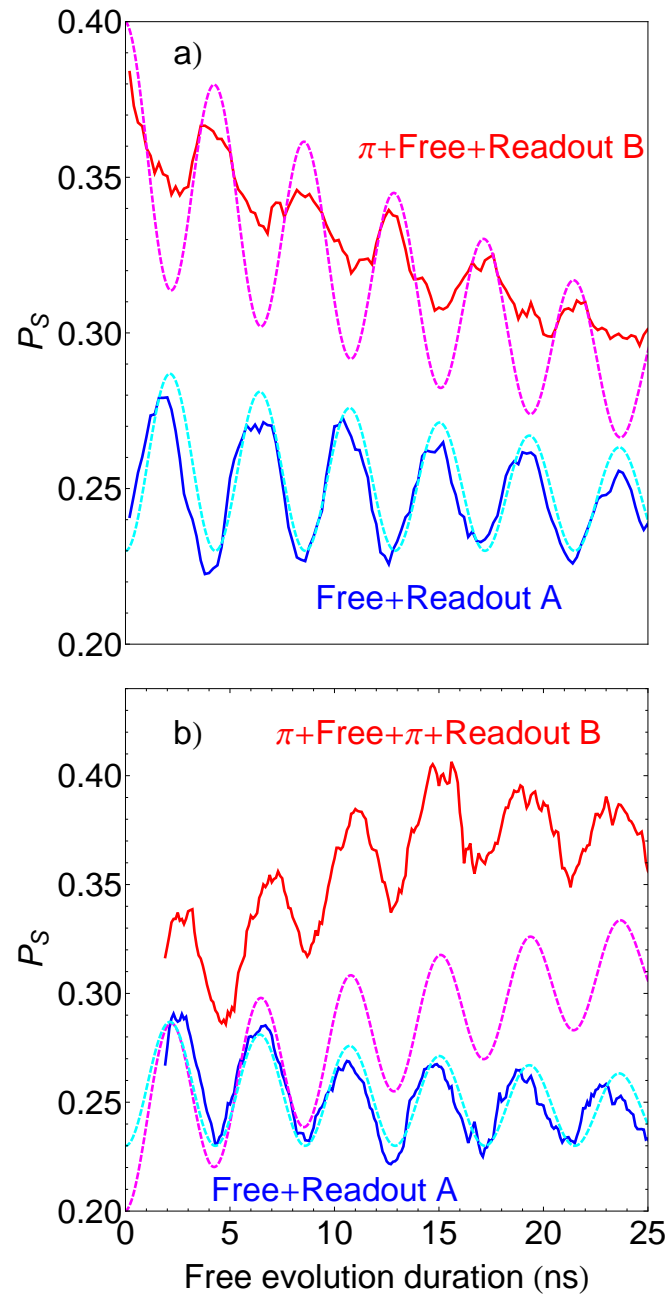 0.40
a)
π+Free+Readout B
0.35
0.30
P_S
0.25
Free+Readout A
0.20
b)
π+Free+π+Readout B
0.40
0.35
P_S
0.30
0.25
Free+Readout A
0.20
0 5 10 15 20 25
Free evolution duration (ns)